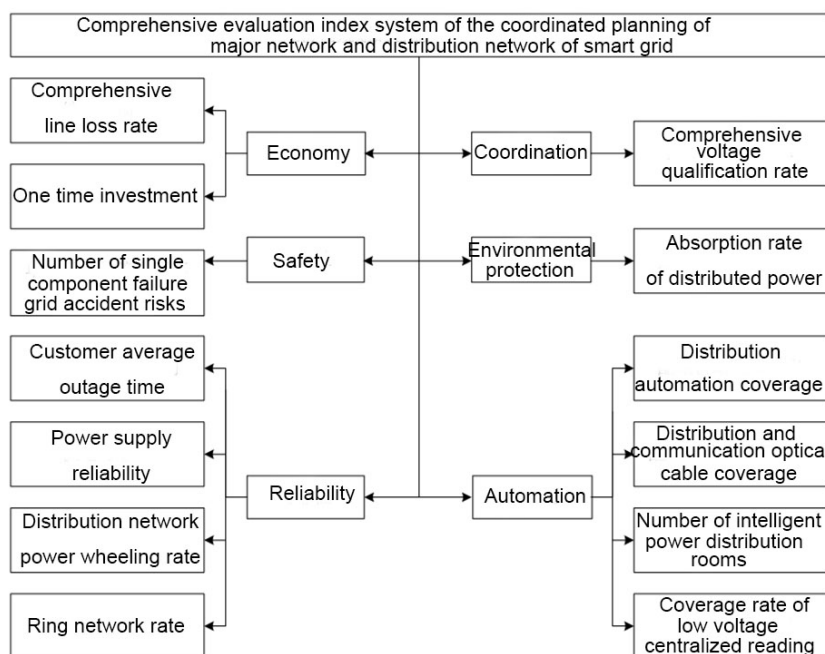 Comprehensive evaluation index system of the coordinated planning of
major network and distribution network of smart grid
Comprehensive
line loss rate
One time investment
Economy
Coordination
Comprehensive
voltage
qualification rate
Number of single
component failure
grid accident risks
Safety
Environmental
protection
Absorption rate
of distributed power
Customer average
outage time
Power supply
reliability
Distribution network
power wheeling rate
Ring network rate
Reliability
Automation
Distribution
automation coverage
Distribution and
communication optical
cable coverage
Number of intelligent
power distribution
rooms
Coverage rate of
low voltage
centralized reading